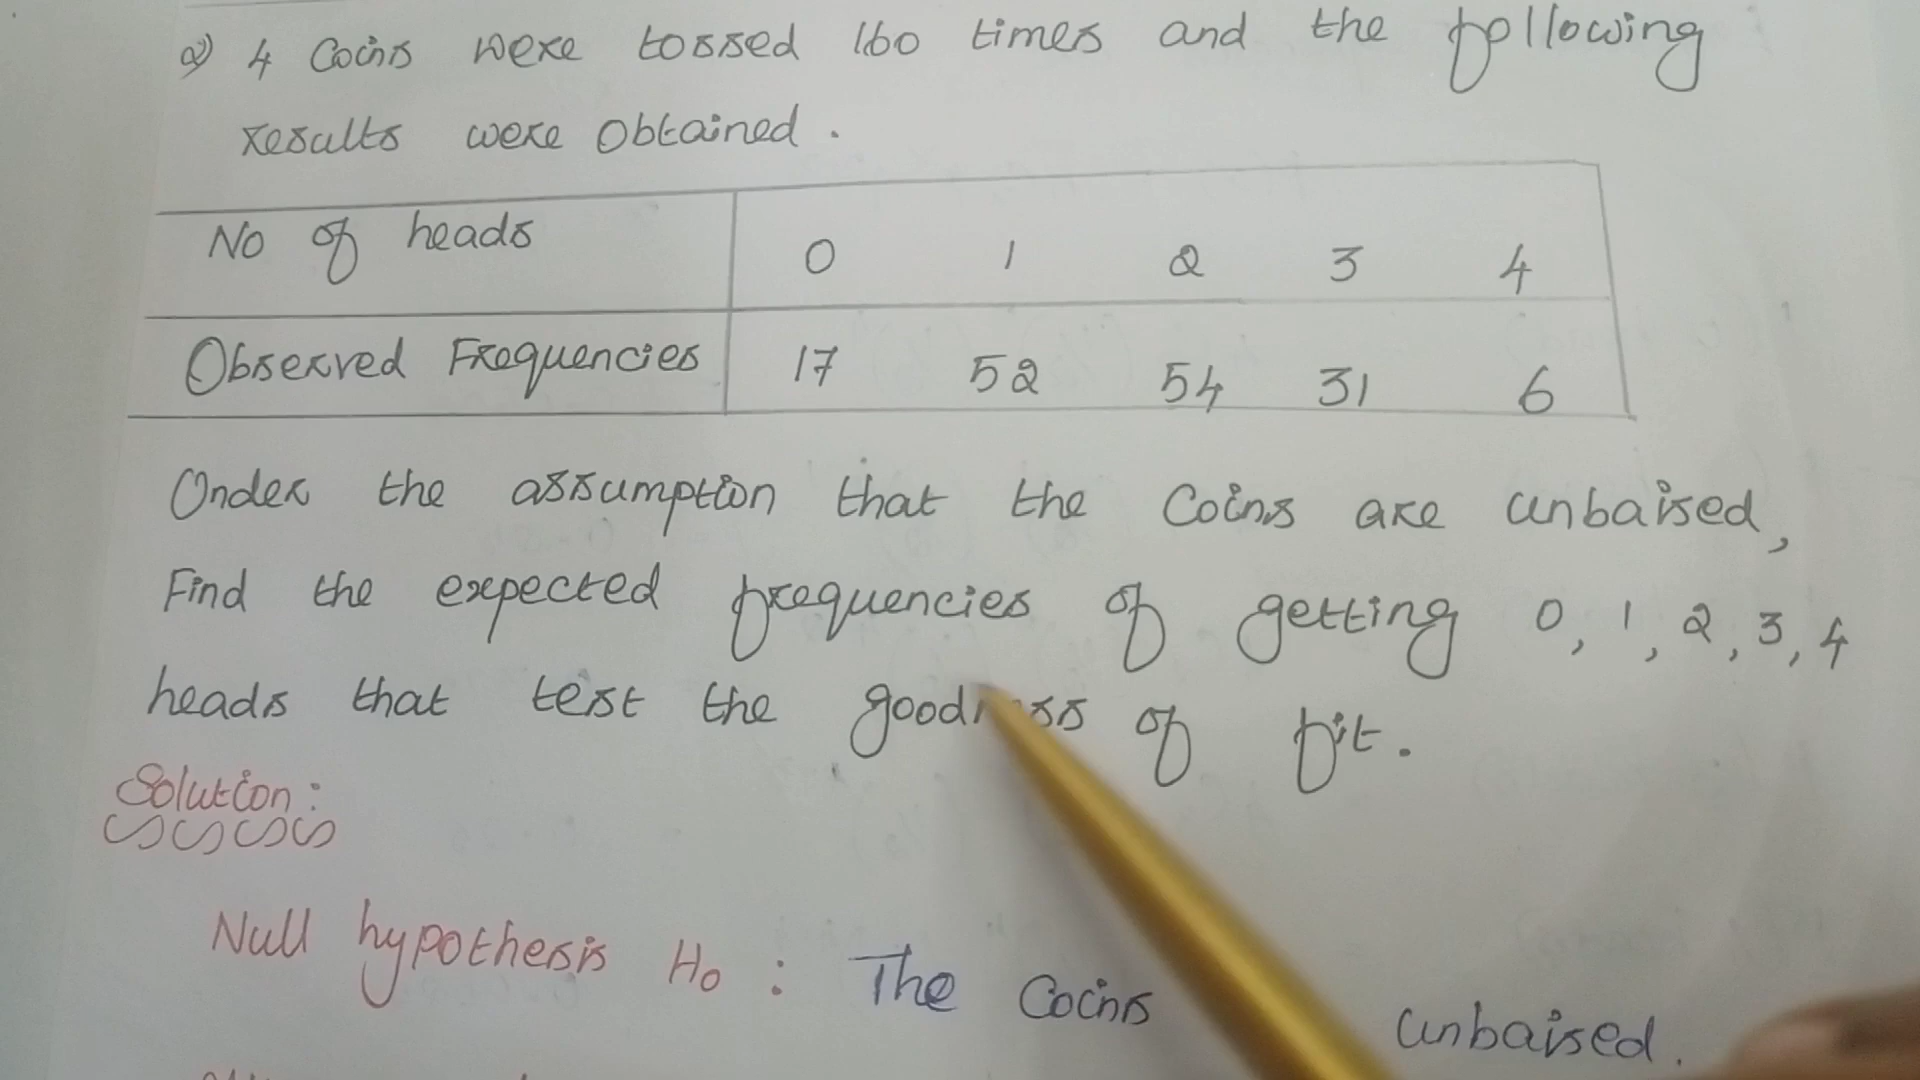 Q) 4 Coins were tossed 160 times and the following
results were obtained.
No of heads 0 1 2 3 4
Observed Frequencies 17 52 54 31 6
Under the assumption that the Coins are unbaised,
Find the expected frequencies of getting 0, 1, 2, 3, 4
heads that test the of fit.
Solution:
Null hypothesis H0 : The Coins unbaised.